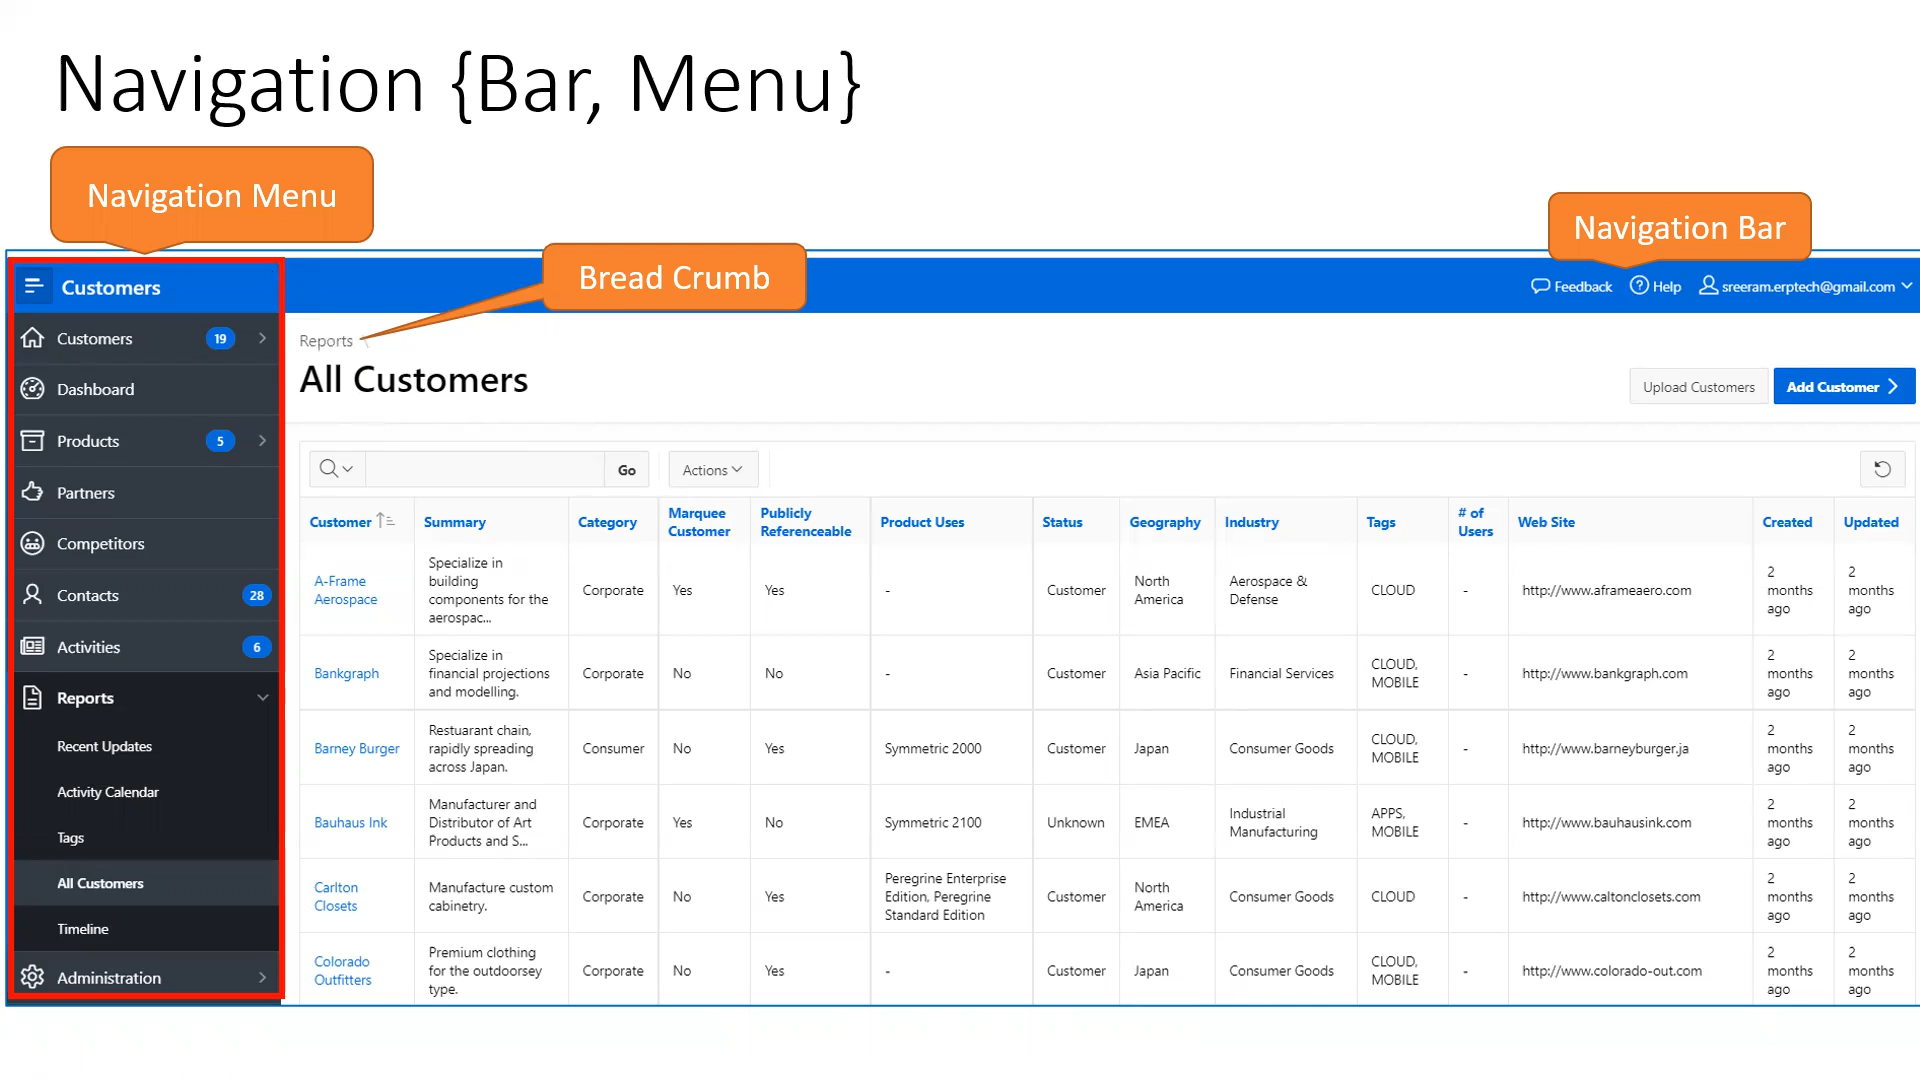 Navigation {Bar, Menu}
Navigation Menu
Navigation Bar
Bread Crumb
Customers
Feedback
Help
sreeram.erptech@gmail.com
Customers 19
Dashboard
Products 5
Partners
Competitors
Contacts 28
Activities 6
Reports
Recent Updates
Activity Calendar
Tags
All Customers
Timeline
Administration
Reports \
All Customers
Upload Customers
Add Customer
Go
Actions
Customer
Summary
Category
Marquee
Customer
Publicly
Referenceable
Product Uses
Status
Geography
Industry
Tags
# of
Users
Web Site
Created
Updated
A-Frame
Aerospace
Specialize in
building
components for the
aerospac...
Corporate
Yes
Yes
-
Customer
North
America
Aerospace &
Defense
CLOUD
-
http://www.aframeaero.com
2
months
ago
2
months
ago
Bankgraph
Specialize in
financial projections
and modelling.
Corporate
No
No
-
Customer
Asia Pacific
Financial Services
CLOUD,
MOBILE
-
http://www.bankgraph.com
2
months
ago
2
months
ago
Barney Burger
Restuarant chain,
rapidly spreading
across Japan.
Consumer
No
Yes
Symmetric 2000
Customer
Japan
Consumer Goods
CLOUD,
MOBILE
-
http://www.barneyburger.ja
2
months
ago
2
months
ago
Bauhaus Ink
Manufacturer and
Distributor of Art
Products and S...
Corporate
Yes
No
Symmetric 2100
Unknown
EMEA
Industrial
Manufacturing
APPS,
MOBILE
-
http://www.bauhausink.com
2
months
ago
2
months
ago
Carlton
Closets
Manufacture custom
cabinetry.
Corporate
No
Yes
Peregrine Enterprise
Edition, Peregrine
Standard Edition
Customer
North
America
Consumer Goods
CLOUD
-
http://www.caltonclosets.com
2
months
ago
2
months
ago
Colorado
Outfitters
Premium clothing
for the outdoorsey
type.
Corporate
No
Yes
-
Customer
Japan
Consumer Goods
CLOUD,
MOBILE
-
http://www.colorado-out.com
2
months
ago
2
months
ago